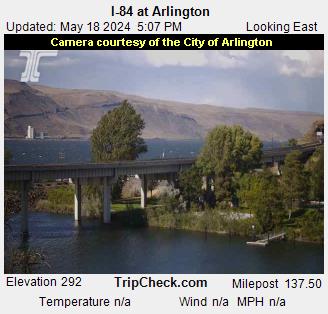 I-84 at Arlington
Updated: May 18 2024 5:07 PM Looking East
Camera courtesy of the City of Arlington
Elevation 292 TripCheck.com Milepost 137.50
Temperature n/a Wind n/a MPH n/a